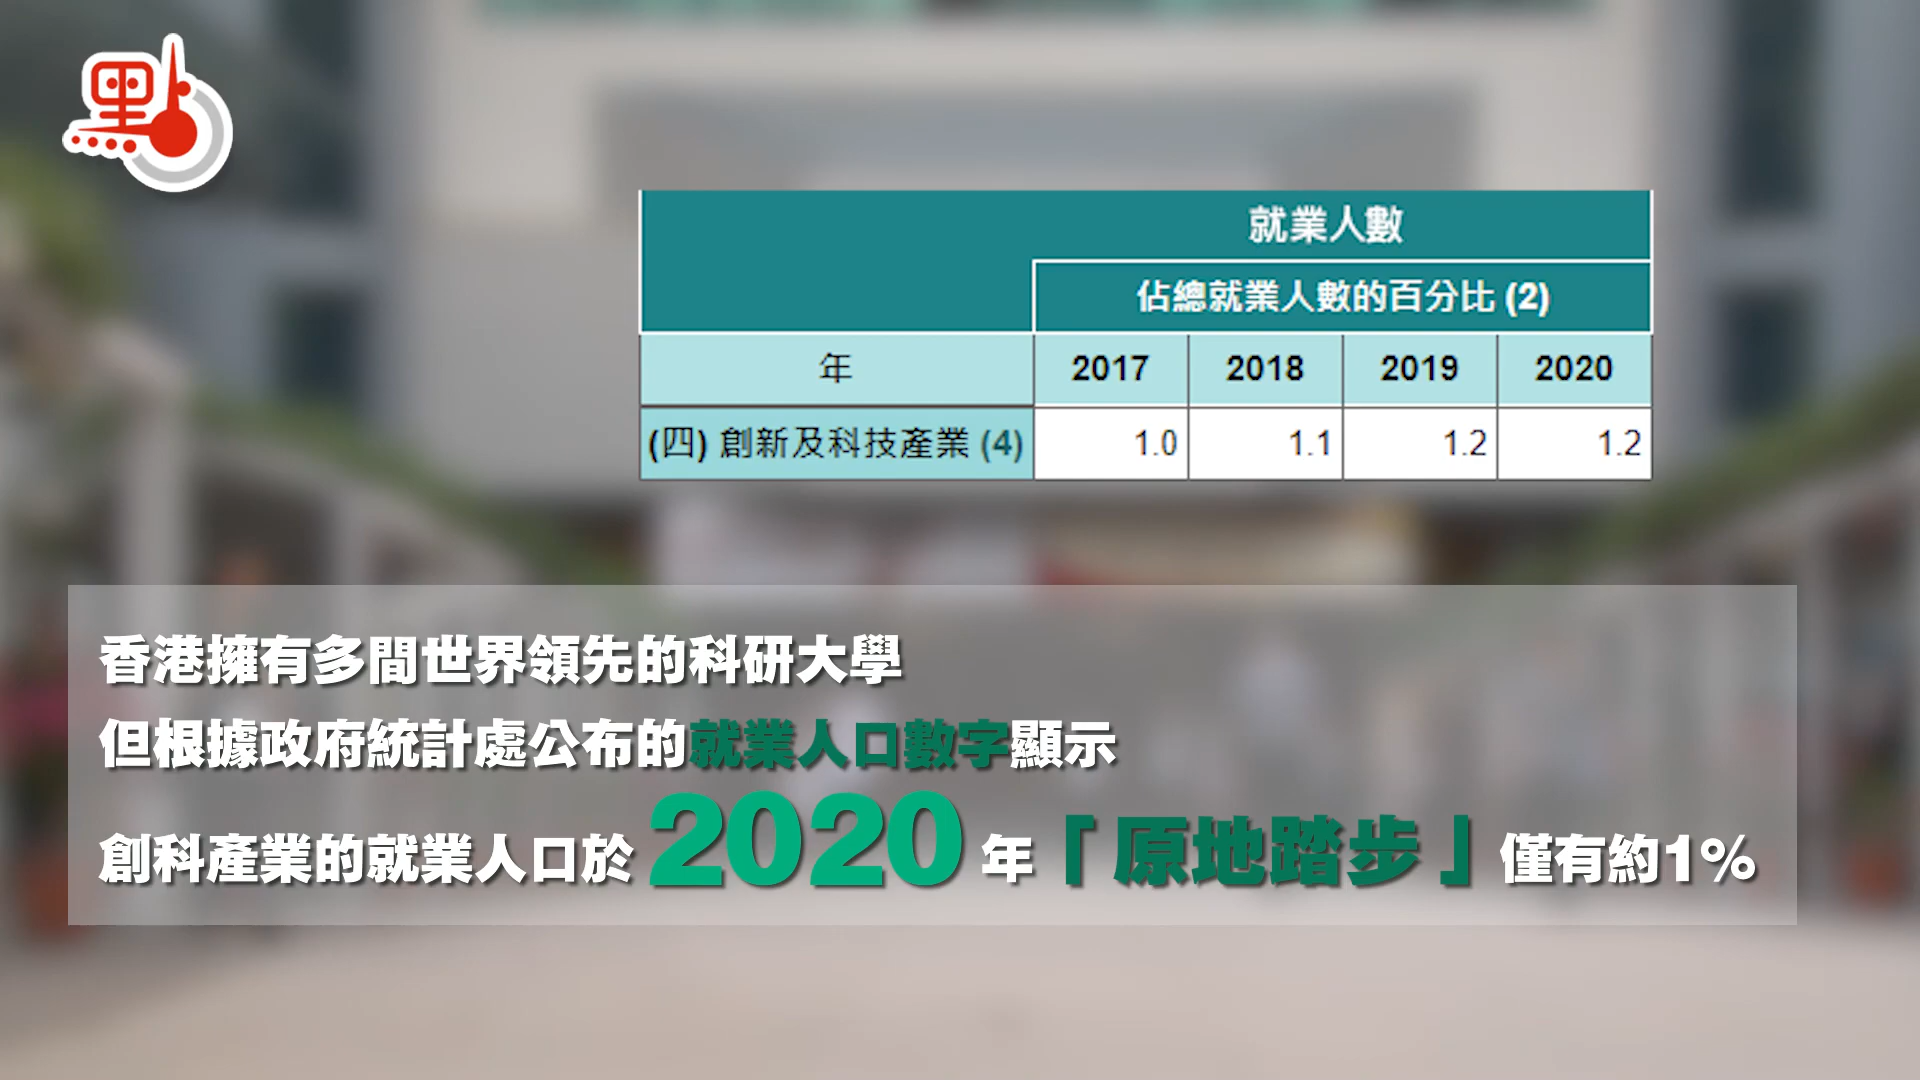 點
就業人數
佔總就業人數的百分比 (2)
年 2017 2018 2019 2020
(四) 創新及科技產業 (4) 1.0 1.1 1.2 1.2
香港擁有多間世界領先的科研大學
但根據政府統計處公布的就業人口數字顯示
創科產業的就業人口於 2020 年「原地踏步」僅有約1%